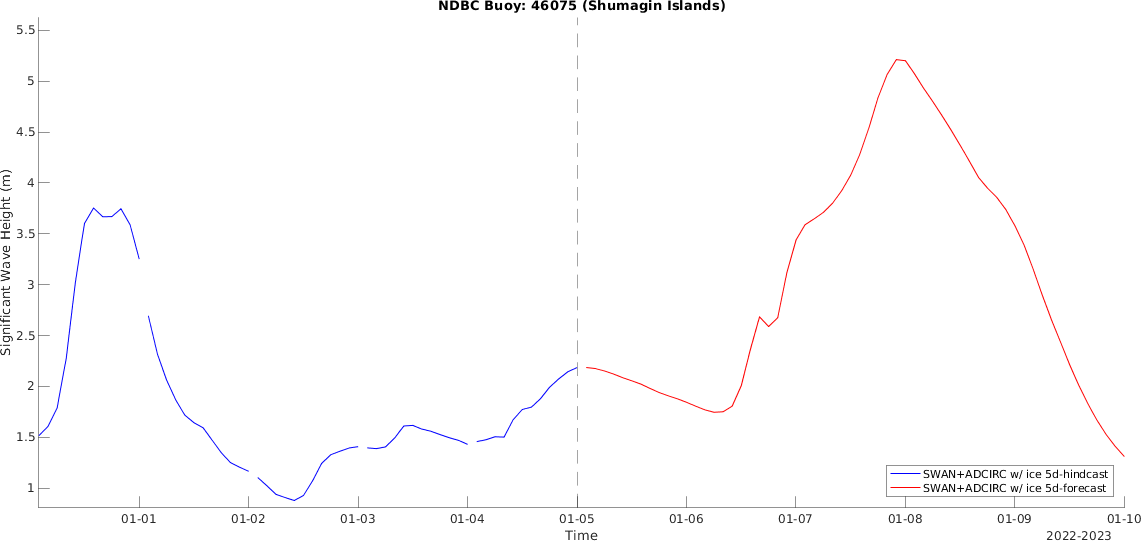 NDBC Buoy: 46075 (Shumagin Islands)
Significant Wave Height (m)
5.5
5
4.5
4
3.5
3
2.5
2
1.5
1
SWAN+ADCIRC w/ ice 5d-hindcast
SWAN+ADCIRC w/ ice 5d-forecast
01-01 01-02 01-03 01-04 01-05 01-06 01-07 01-08 01-09 01-10
Time
2022-2023